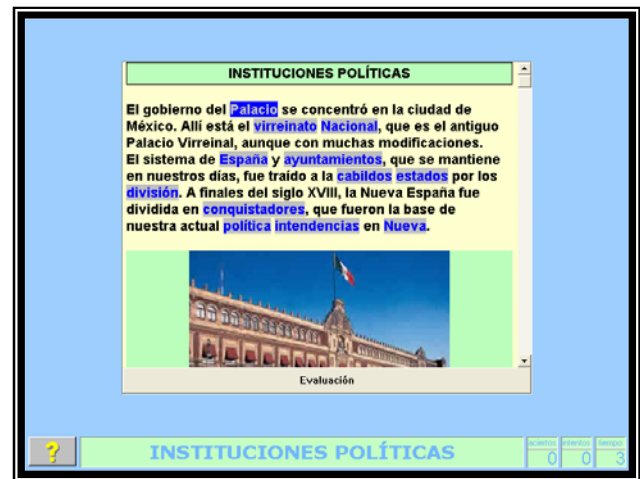 INSTITUCIONES POLÍTICAS
El gobierno del Palacio se concentró en la ciudad de
México. Allí está el virreinato Nacional, que es el antiguo
Palacio Virreinal, aunque con muchas modificaciones.
El sistema de España y ayuntamientos, que se mantiene
en nuestros días, fue traído a la cabildos estados por los
división. A finales del siglo XVIII, la Nueva España fue
dividida en conquistadores, que fueron la base de
nuestra actual política intendencias en Nueva.
Evaluación
?
INSTITUCIONES POLÍTICAS
aciertos intentos tiempo
0 0 3